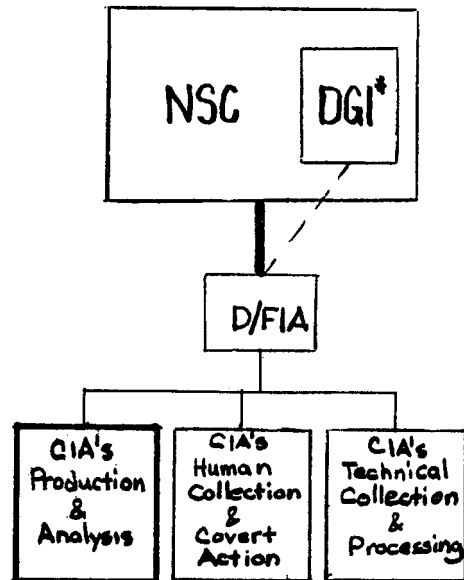 NSC
DGI*
D/FIA
CIA's
Production
&
Analysis
CIA's
Human
Collection
&
Covert
Action
CIA's
Technical
Collection
&
Processing